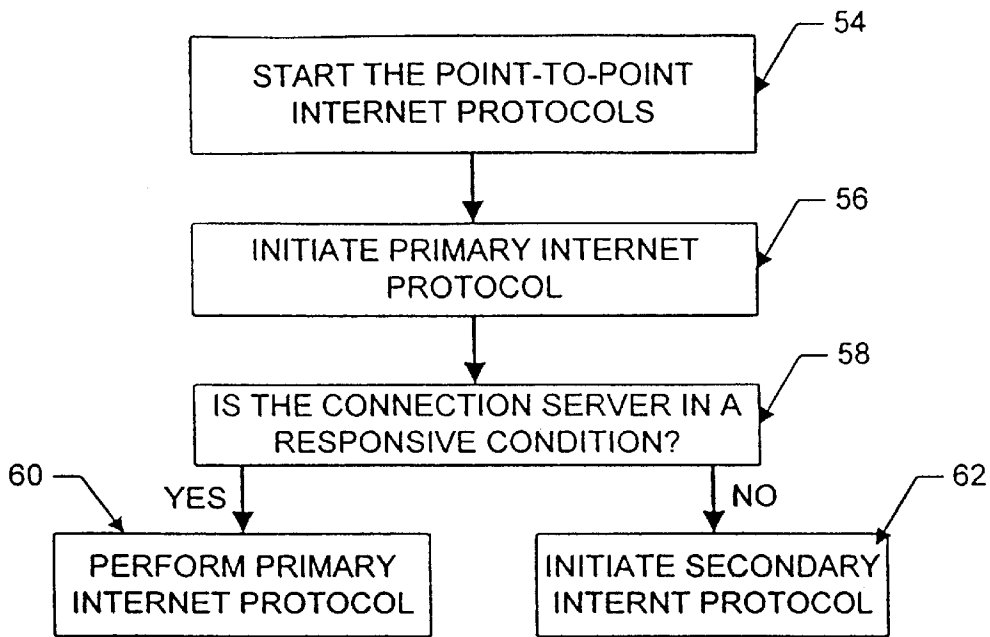 54
START THE POINT-TO-POINT
INTERNET PROTOCOLS
56
INITIATE PRIMARY INTERNET
PROTOCOL
58
IS THE CONNECTION SERVER IN A
RESPONSIVE CONDITION?
60
YES
NO
62
PERFORM PRIMARY
INTERNET PROTOCOL
INITIATE SECONDARY
INTERNT PROTOCOL